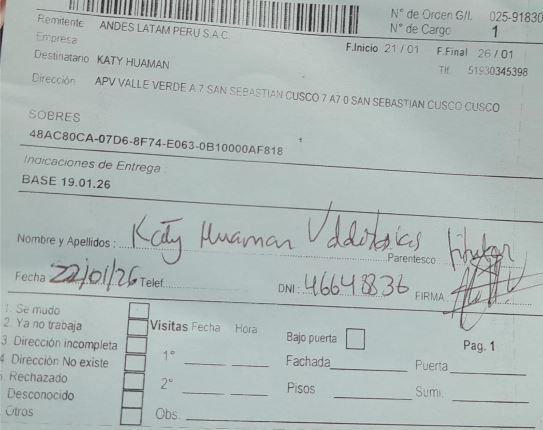 N° de Orden G/I. 025-91830
N° de Cargo 1
Remitente ANDES LATAM PERU S.A.C.
Empresa
F.Inicio 21 / 01 F.Final 26 / 01
Destinatario KATY HUAMAN
Tlf. 51930345398
Dirección APV VALLE VERDE A 7 SAN SEBASTIAN CUSCO 7 A7 0 SAN SEBASTIAN CUSCO CUSCO
SOBRES
48AC80CA-07D6-8F74-E063-0B10000AF818
Indicaciones de Entrega
BASE 19.01.26
Nombre y Apellidos : Katy Huaman Parentesco
Fecha 22/01/26 Telef. DNI : 46648836 FIRMA
1. Se mudo
2. Ya no trabaja
3. Dirección incompleta
4 Dirección No existe
Rechazado
Desconocido
Otros
Visitas Fecha Hora
1°
2°
Obs.
Bajo puerta
Pag. 1
Fachada Puerta
Pisos Sumi.